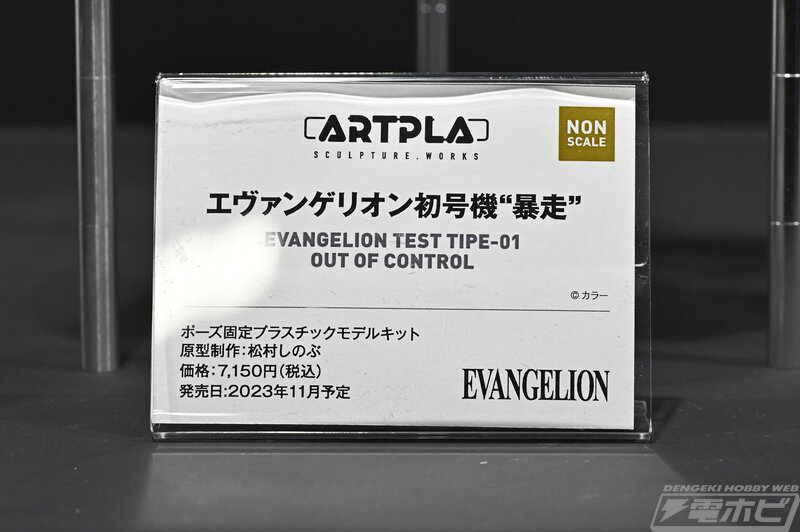 ARTPLA
SCULPTURE.WORKS
NON
SCALE
エヴァンゲリオン初号機“暴走”
EVANGELION TEST TIPE-01
OUT OF CONTROL
©カラー
ポーズ固定プラスチックモデルキット
原型制作:松村しのぶ
価格:7,150円(税込)
発売日:2023年11月予定
EVANGELION
DENGEKI HOBBY WEB
電ホビ